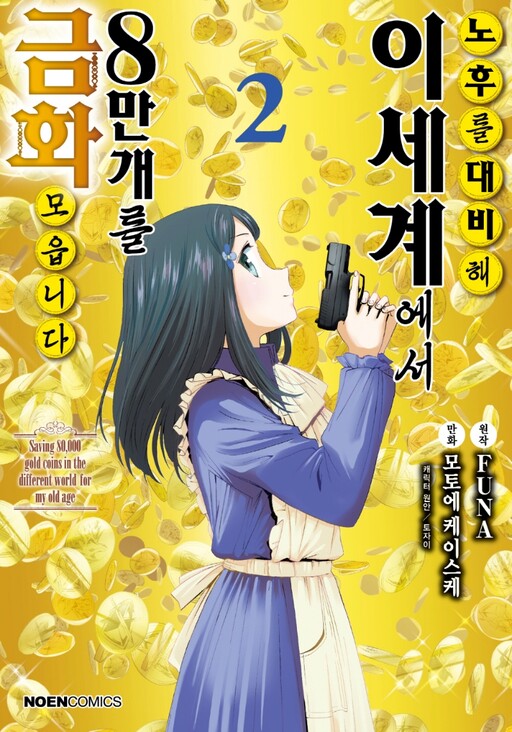 노후를 대비해
이세계에서
8만 개를
금화
모읍니다
2
Saving 80,000
gold coins in the
different world for
my old age
원작 FUNA
만화 모토에 케이스케
캐릭터 원안/토자이
NOENCOMICS